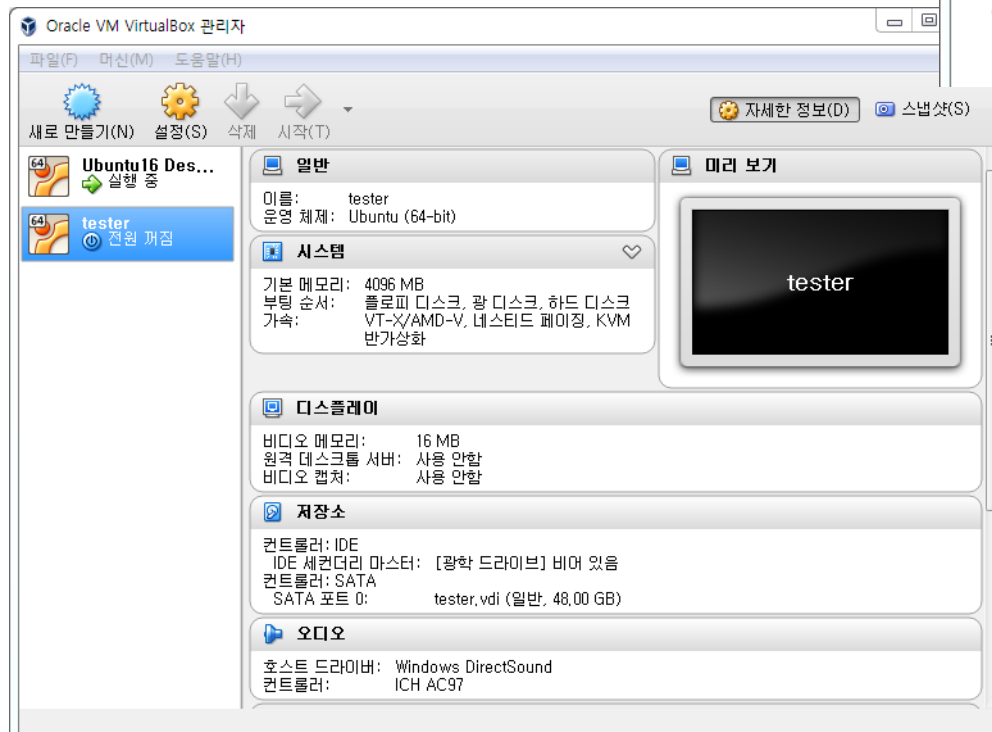 Oracle VM VirtualBox 관리자
파일(F) 머신(M) 도움말(H)
새로 만들기(N) 설정(S) 삭제 시작(T) 자세한 정보(D) 스냅샷(S)
64 Ubuntu16 Des...
실행 중
64 tester
전원 꺼짐
일반
이름: tester
운영 체제: Ubuntu (64-bit)
시스템
기본 메모리: 4096 MB
부팅 순서: 플로피 디스크, 광 디스크, 하드 디스크
가속: VT-X/AMD-V, 네스티드 페이징, KVM
반가상화
미리 보기
tester
디스플레이
비디오 메모리: 16 MB
원격 데스크톱 서버: 사용 안함
비디오 캡처: 사용 안함
저장소
컨트롤러: IDE
IDE 세컨더리 마스터: [광학 드라이브] 비어 있음
컨트롤러: SATA
SATA 포트 0: tester.vdi (일반, 48.00 GB)
오디오
호스트 드라이버: Windows DirectSound
컨트롤러: ICH AC97